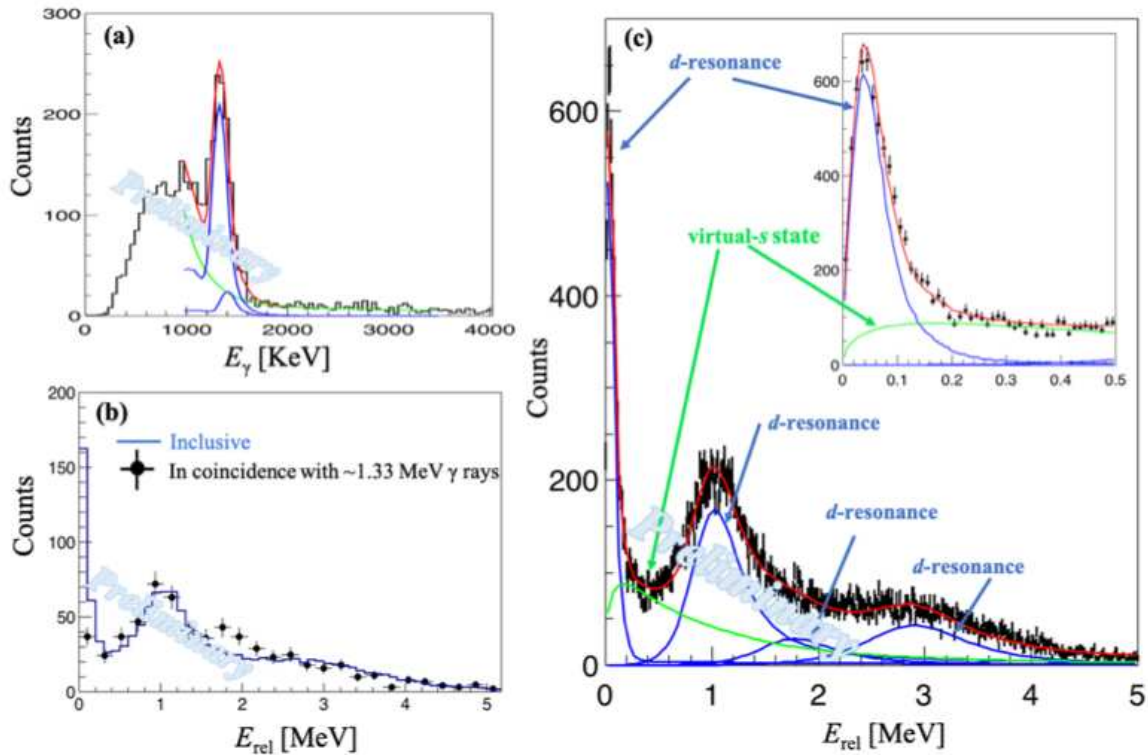 (a)
300
200
100
0
Counts
0
1000
2000
3000
4000
Eγ [KeV]
Preliminary
(b)
200
150
100
50
0
Counts
Inclusive
In coincidence with ~1.33 MeV γ rays
Preliminary
0
1
2
3
4
5
Erel [MeV]
(c)
600
400
200
0
Counts
d-resonance
virtual-s state
d-resonance
d-resonance
d-resonance
Preliminary
0
1
2
3
4
5
Erel [MeV]
600
400
200
0
0
0.1
0.2
0.3
0.4
0.5